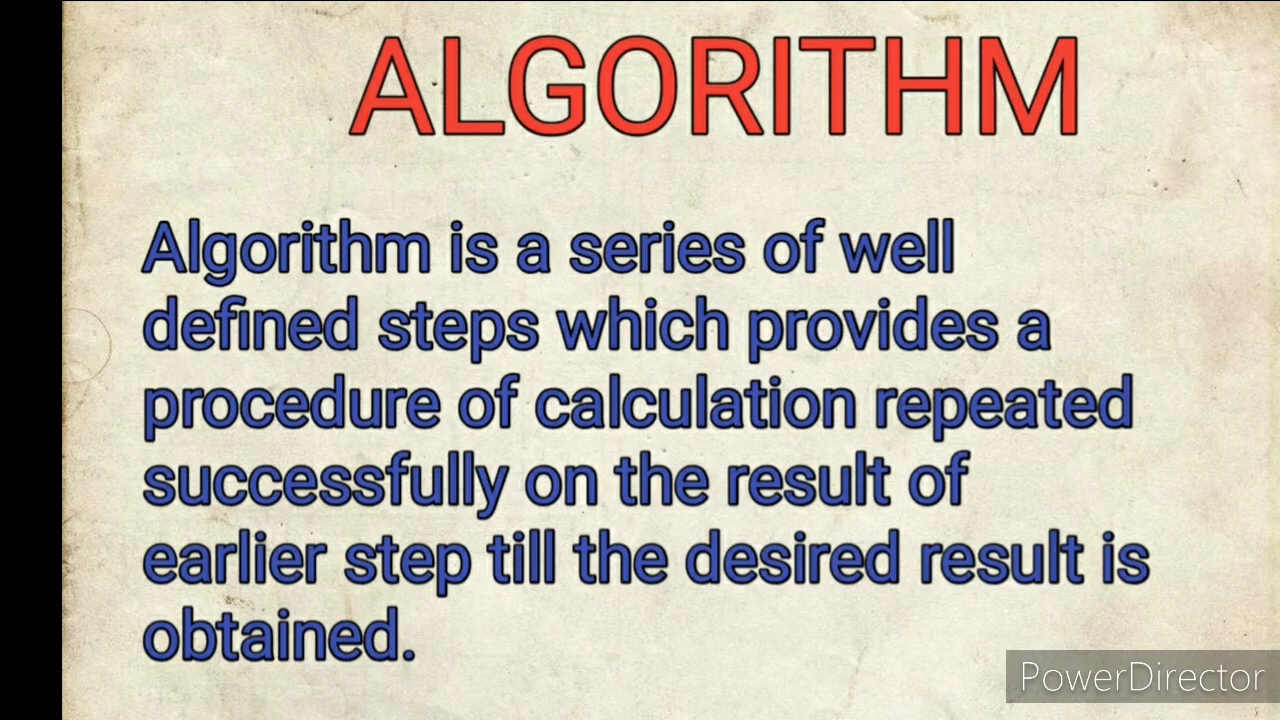 ALGORITHM
Algorithm is a series of well
defined steps which provides a
procedure of calculation repeated
successfully on the result of
earlier step till the desired result is
obtained.
PowerDirector